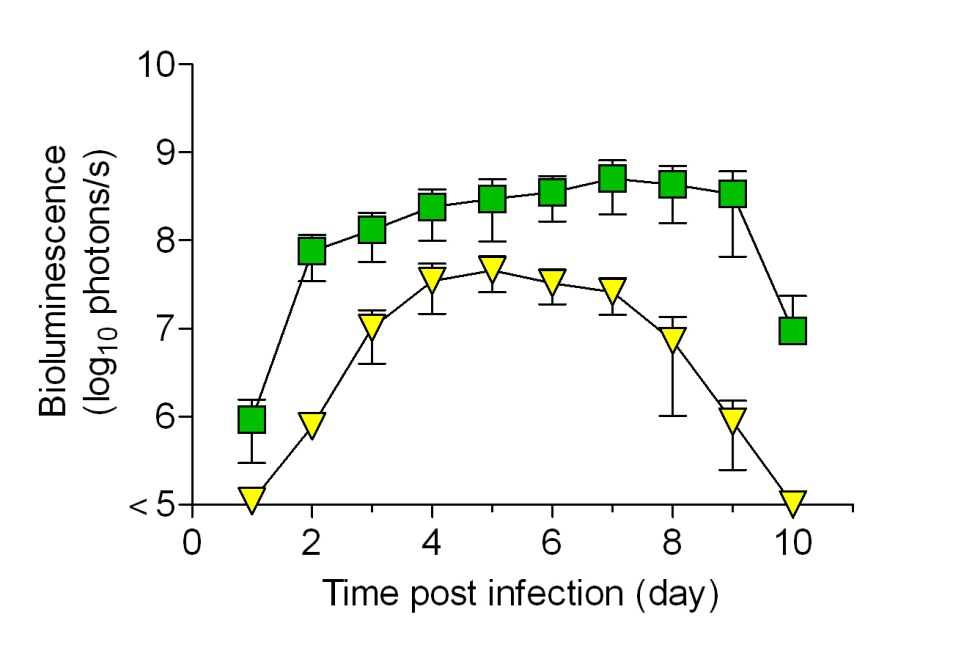 10
9
8
7
6
< 5
0 2 4 6 8 10
Time post infection (day)
Bioluminescence
(log10 photons/s)